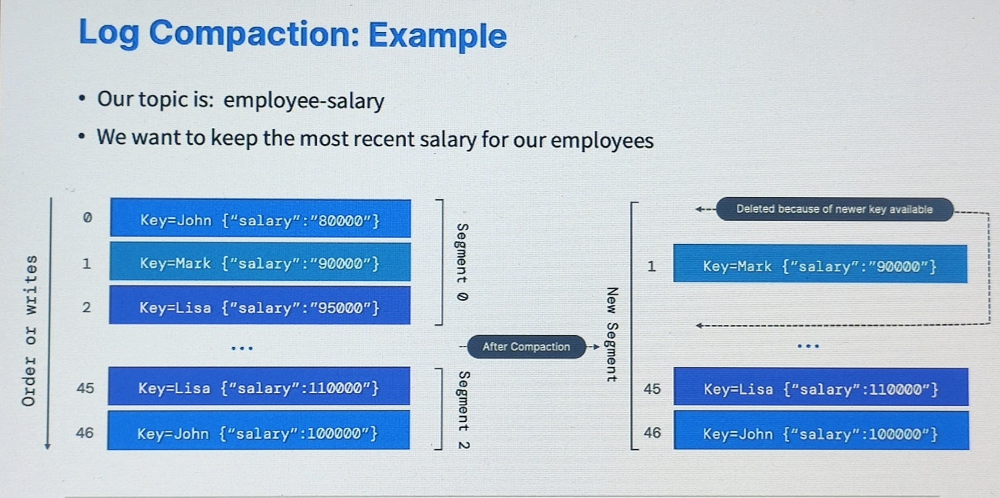 Log Compaction: Example
• Our topic is: employee-salary
• We want to keep the most recent salary for our employees
Order or writes
0 Key=John {"salary":"80000"}
1 Key=Mark {"salary":"90000"}
2 Key=Lisa {"salary":"95000"}
...
45 Key=Lisa {"salary":110000"}
46 Key=John {"salary":100000"}
Segment 0
Segment 2
After Compaction
New Segment
Deleted because of newer key available
1 Key=Mark {"salary":"90000"}
...
45 Key=Lisa {"salary":110000"}
46 Key=John {"salary":100000"}